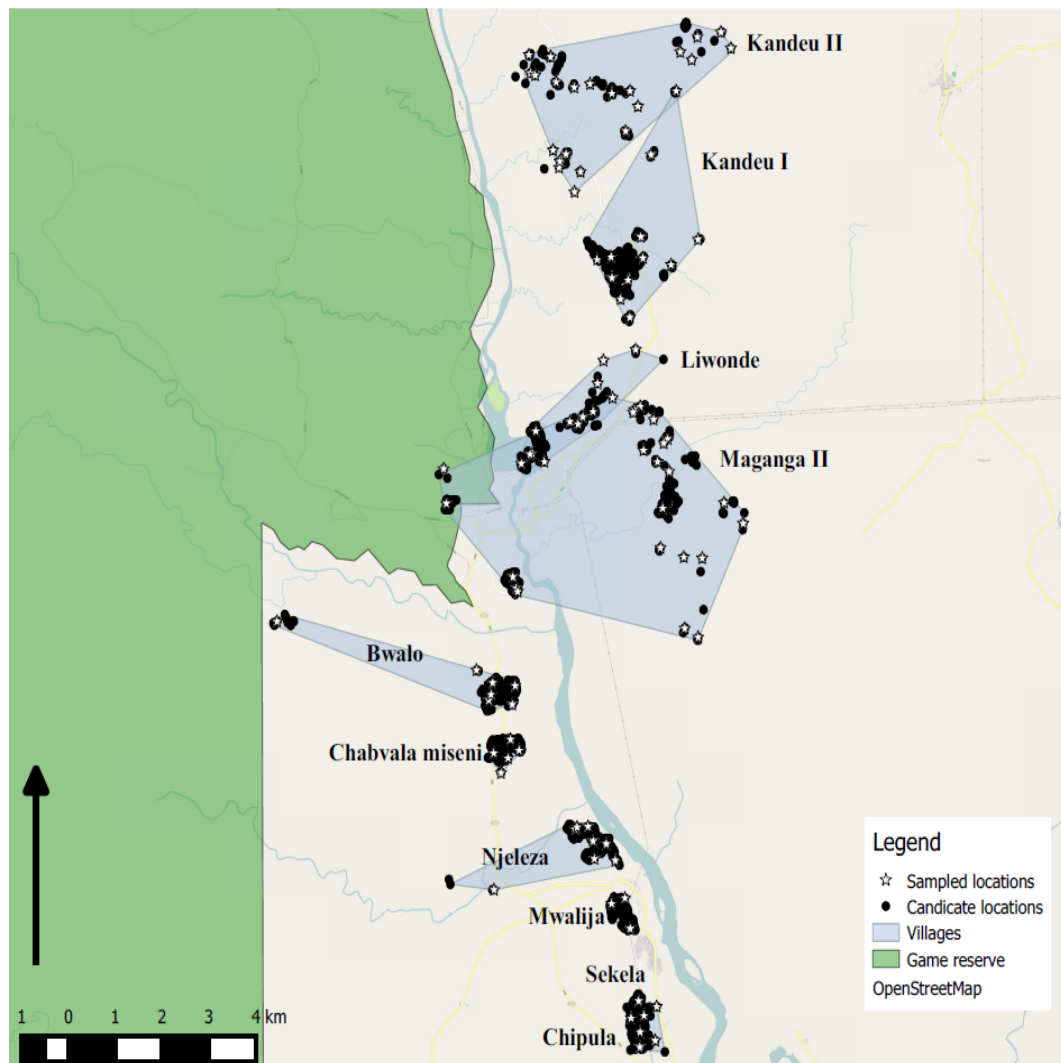 Kandeu II
Kandeu I
Liwonde
Maganga II
Bwalo
Chabvala miseni
Njeleza
Mwalija
Sekela
Chipula
Legend
Sampled locations
Candicate locations
Villages
Game reserve
OpenStreetMap
1 0 1 2 3 4 km